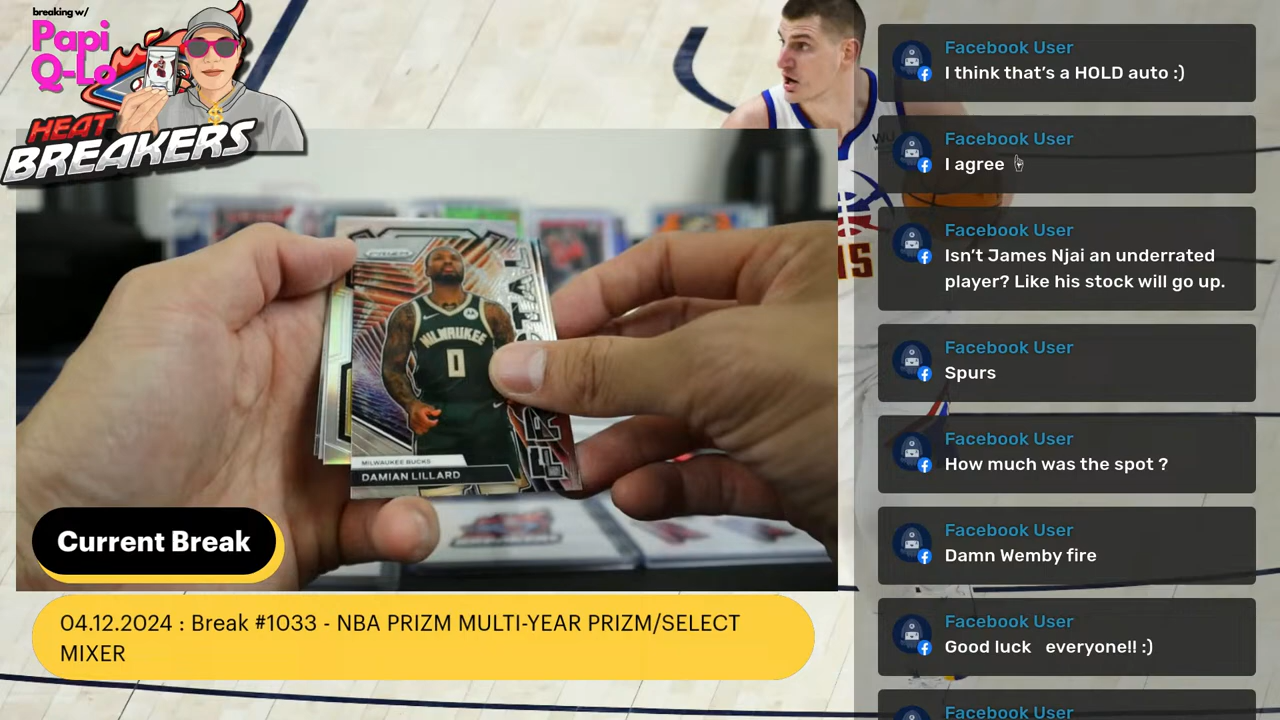 breaking w/
Papi
Q-Lo
HEAT
BREAKERS
PRIZM
MILWAUKEE
0
MILWAUKEE BUCKS
DAMIAN LILLARD
15
Current Break
04.12.2024 : Break #1033 - NBA PRIZM MULTI-YEAR PRIZM/SELECT
MIXER
Facebook User
I think that’s a HOLD auto :)
Facebook User
I agree ☝
Facebook User
Isn’t James Njai an underrated
player? Like his stock will go up.
Facebook User
Spurs
Facebook User
How much was the spot ?
Facebook User
Damn Wemby fire
Facebook User
Good luck everyone!! :)
Facebook User